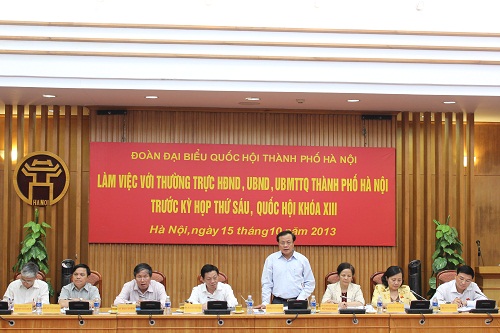 ĐOÀN ĐẠI BIỂU QUỐC HỘI THÀNH PHỐ HÀ NỘI
LÀM VIỆC VỚI THƯỜNG TRỰC HĐND, UBND, UBMTTQ THÀNH PHỐ HÀ NỘI
TRƯỚC KỲ HỌP THỨ SÁU, QUỐC HỘI KHÓA XIII
Hà Nội, ngày 15 tháng 10 năm 2013
HANOI